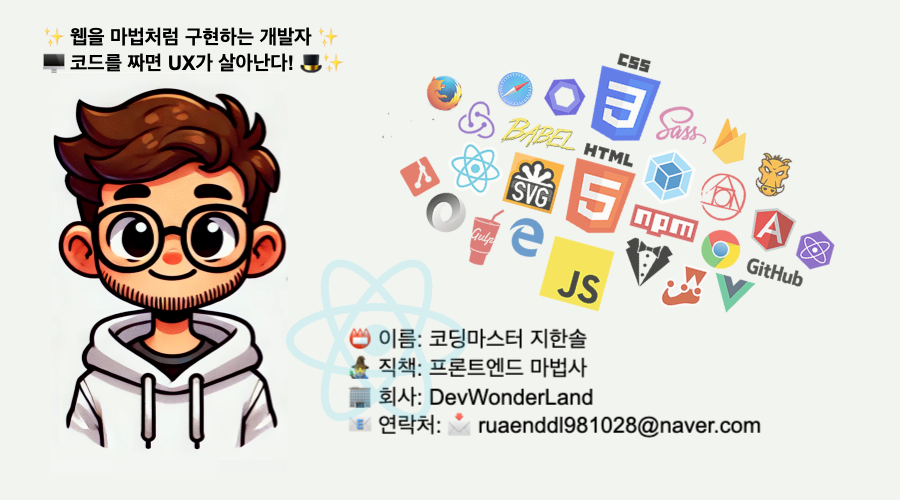 ✨ 웹을 마법처럼 구현하는 개발자 ✨
🖥️ 코드를 짜면 UX가 살아난다! 🎩✨
CSS
3
BABEL
Sass
HTML
5
SVG
npm
Gulp
JS
A
GitHub
📛 이름: 코딩마스터 지한솔
🧙‍♂️ 직책: 프론트엔드 마법사
🏢 회사: DevWonderLand
📧 연락처: 📩 ruaenddl981028@naver.com